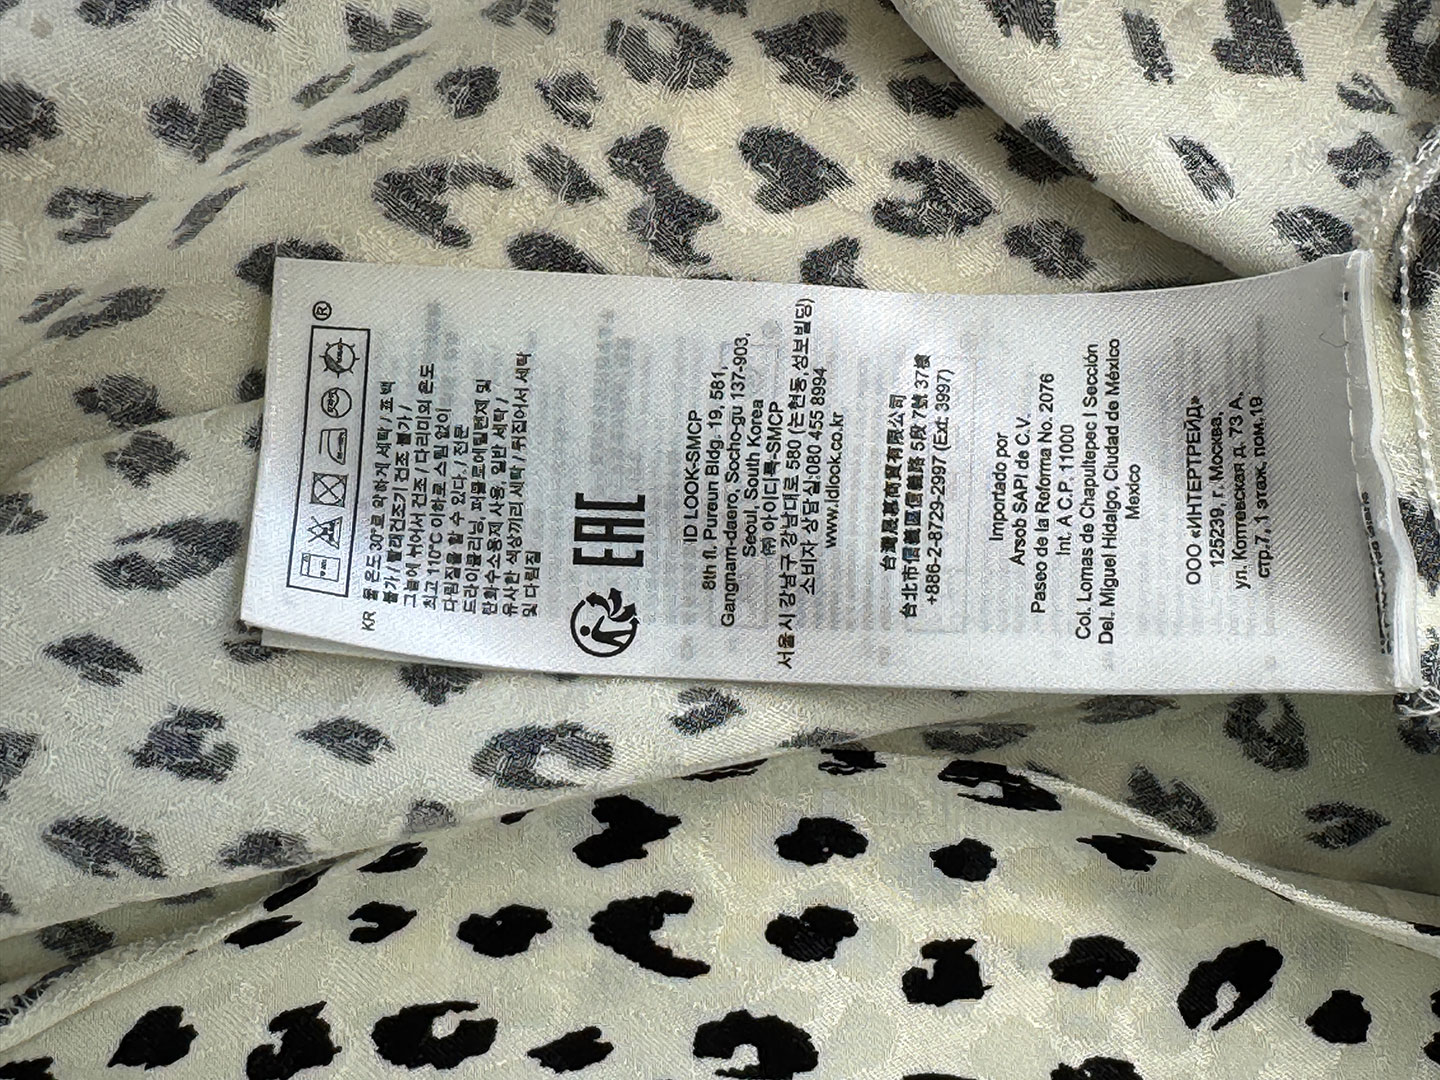 ®
KR 물 온도 30°로 약하게 세탁 / 표백
불가 / 빨래건조기 건조 불가 /
그늘에 뉘어서 건조 / 다리미의 온도
최고 110°C 이하로 스팀 없이
다림질을 할 수 있다. / 전문
드라이클리닝, 퍼클로에틸렌제 및
탄화수소용제 사용, 일반 세탁 /
유사한 색상끼리 세탁 / 뒤집어서 세탁
및 다림질
EAC
ID LOOK-SMCP
8th fl. Pureun Bldg. 19, 581,
Gangnam-daero, Socho-gu 137-903,
Seoul, South Korea
㈜ 아이디룩-SMCP
서울시 강남구 강남대로 580 (논현동,성보빌딩)
소비자 상담실:080 455 8994
www.idlook.co.kr
台灣晟慕商貿有限公司
台北市信義區信義路 5段 7號 37樓
+886-2-8729-2997 (Ext: 3997)
Importado por
Arsob SAPI de C.V.
Paseo de la Reforma No. 2076
Int. A C.P. 11000
Col. Lomas de Chapultepec I Sección
Del. Miguel Hidalgo, Ciudad de México
Mexico
ООО «ИНТЕРТРЕЙД»
125239, г. Москва,
ул. Коптевская д. 73 А,
стр.7, 1 этаж, пом.19